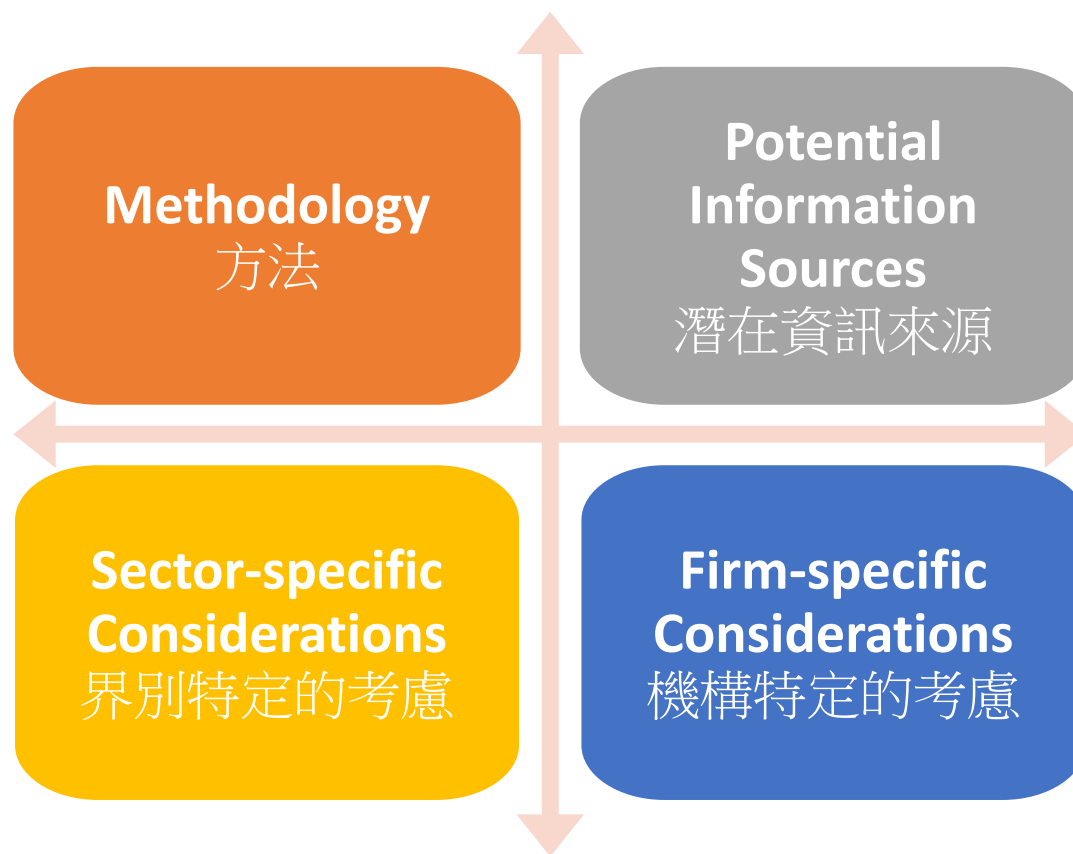 Methodology
方法
Potential
Information
Sources
潛在資訊來源
Sector-specific
Considerations
界別特定的考慮
Firm-specific
Considerations
機構特定的考慮